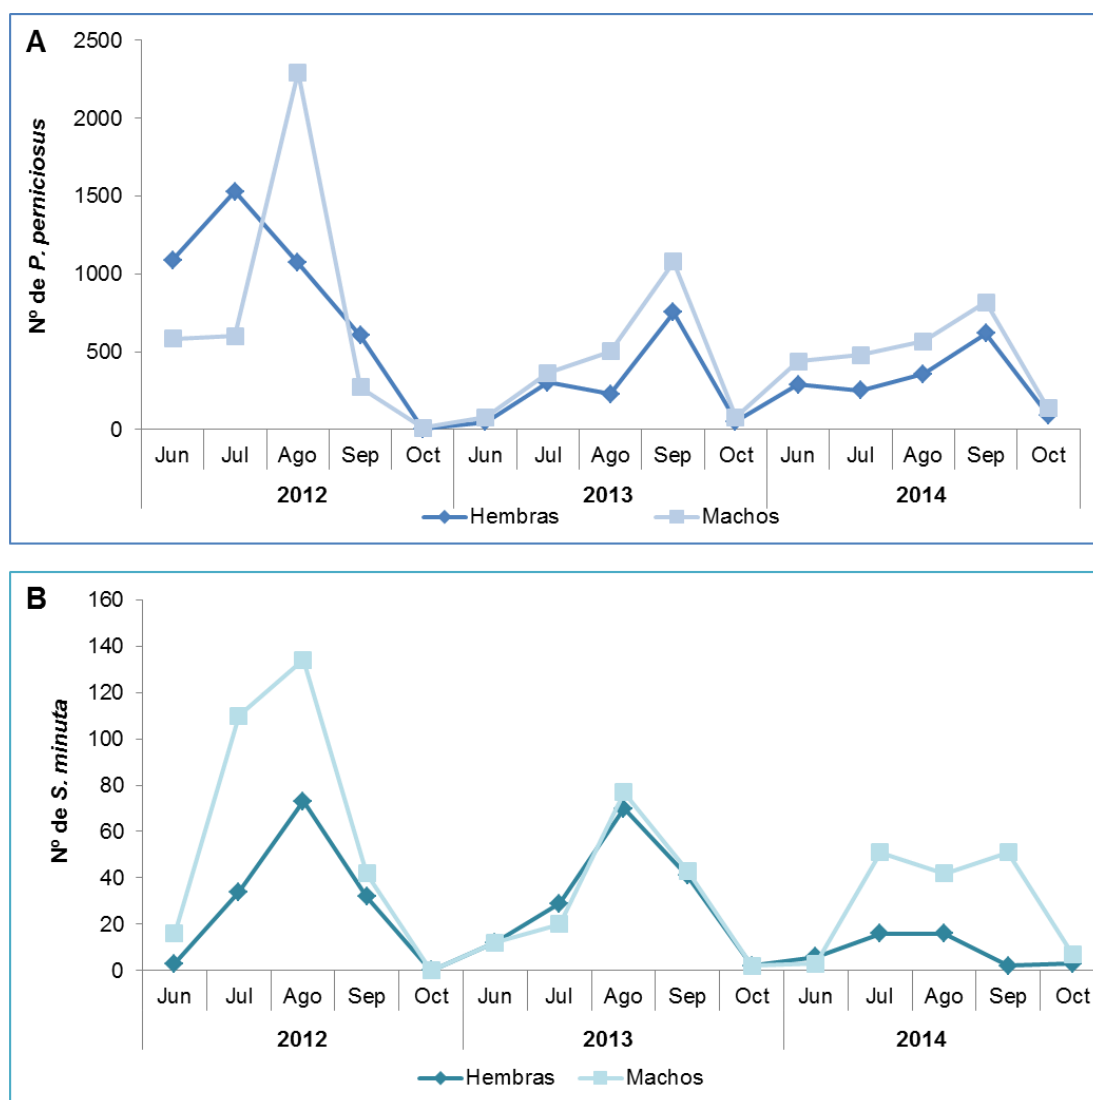 A
2500
2000
1500
1000
500
0
Nº de P. perniciosus
Jun Jul Ago Sep Oct Jun Jul Ago Sep Oct Jun Jul Ago Sep Oct
2012 2013 2014
Hembras Machos
B
160
140
120
100
80
60
40
20
0
Nº de S. minuta
Jun Jul Ago Sep Oct Jun Jul Ago Sep Oct Jun Jul Ago Sep Oct
2012 2013 2014
Hembras Machos